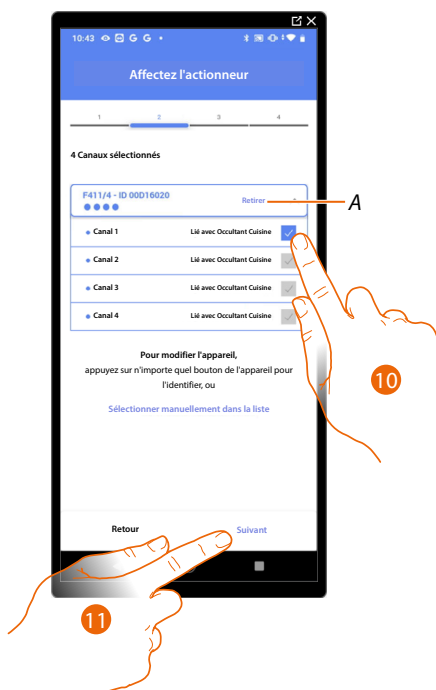 10:43 G G
Affectez l'actionneur
1 2 3 4
4 Canaux sélectionnés
F411/4 - ID 00D16020
Retirer
A
Canal 1 Lié avec Occultant Cuisine
Canal 2 Lié avec Occultant Cuisine
Canal 3 Lié avec Occultant Cuisine
Canal 4 Lié avec Occultant Cuisine
Pour modifier l'appareil,
appuyez sur n'importe quel bouton de l'appareil pour
l'identifier, ou
Sélectionner manuellement dans la liste
10
Retour Suivant
11